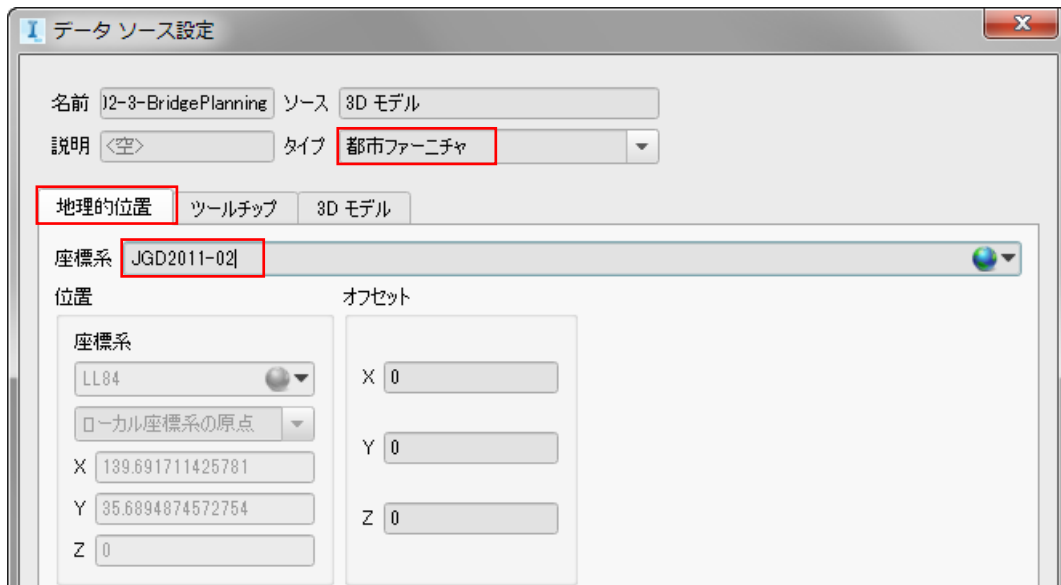 データ ソース設定
名前 )2-3-BridgePlanning ソース 3D モデル
説明 <空> タイプ 都市ファーニチャ
地理的位置 ツールチップ 3D モデル
座標系 JGD2011-02
位置 オフセット
座標系
LL84
X 0
ローカル座標系の原点
Y 0
X 139.691711425781
Y 35.6894874572754
Z 0
Z 0